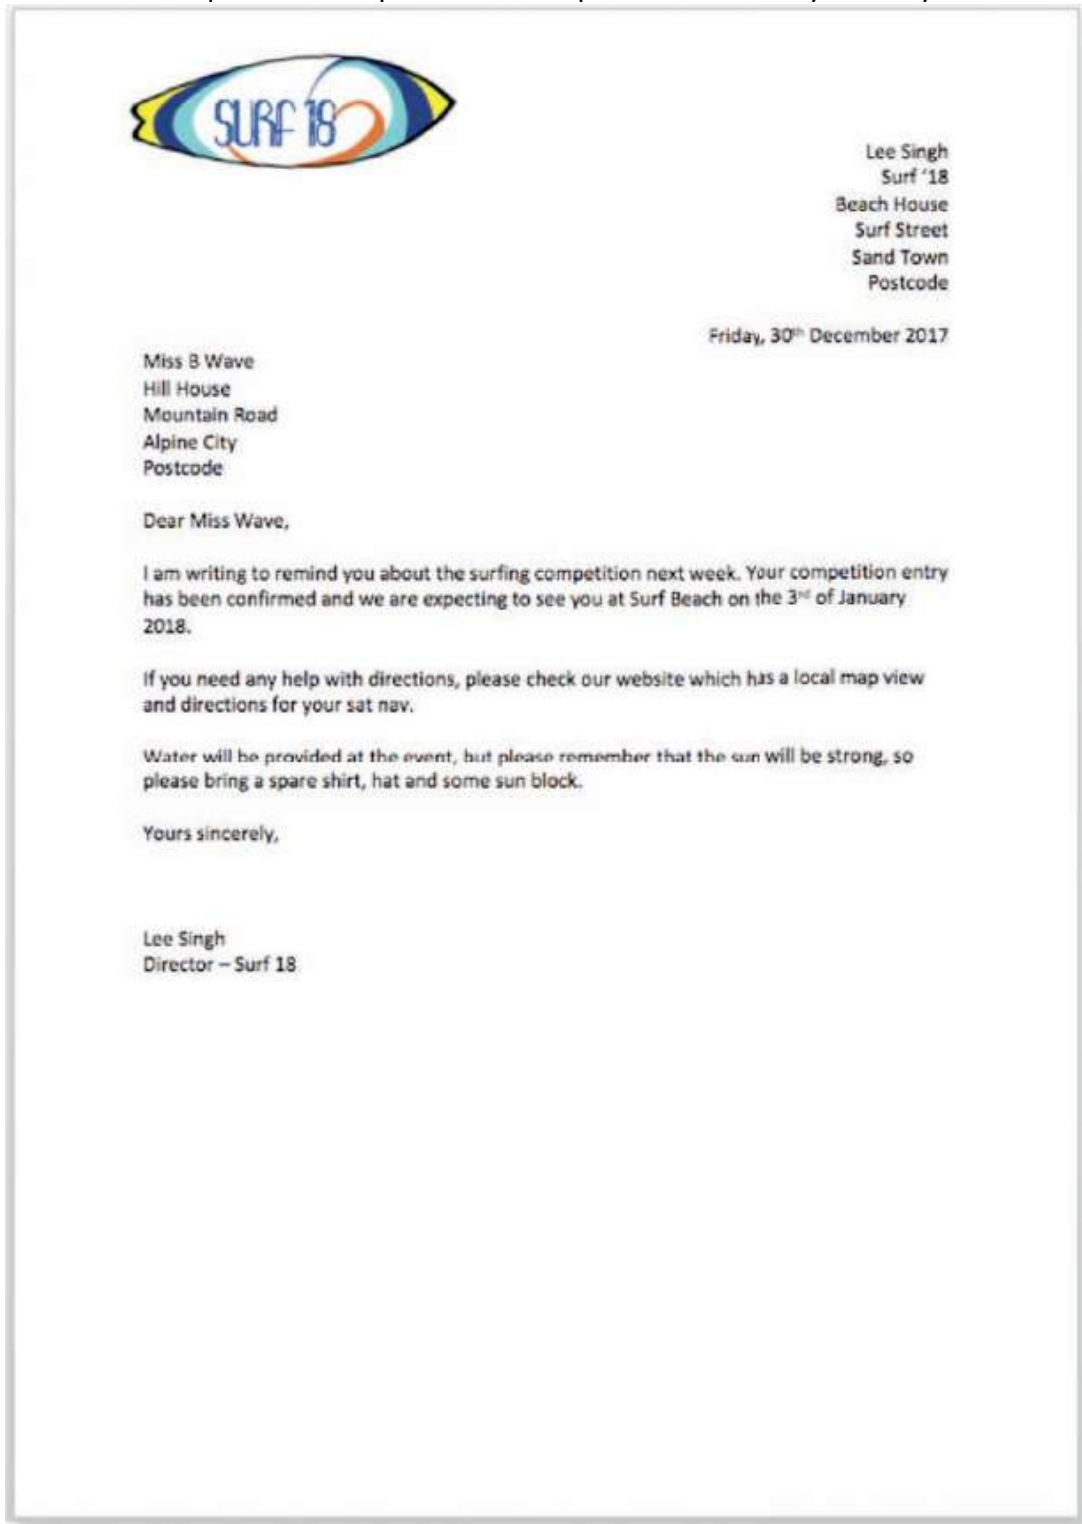 SURF 18
Lee Singh
Surf ‘18
Beach House
Surf Street
Sand Town
Postcode
Friday, 30th December 2017
Miss B Wave
Hill House
Mountain Road
Alpine City
Postcode
Dear Miss Wave,
I am writing to remind you about the surfing competition next week. Your competition entry
has been confirmed and we are expecting to see you at Surf Beach on the 3rd of January
2018.
If you need any help with directions, please check our website which has a local map view
and directions for your sat nav.
Water will be provided at the event, but please remember that the sun will be strong, so
please bring a spare shirt, hat and some sun block.
Yours sincerely,
Lee Singh
Director – Surf 18